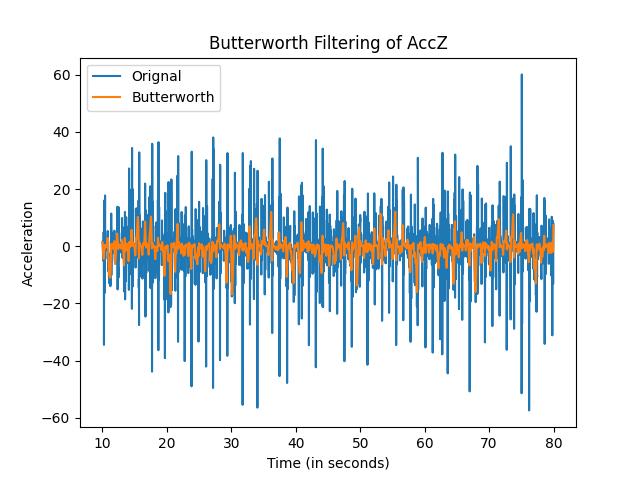 Butterworth Filtering of AccZ
Orignal
Butterworth
60
40
20
0
−20
−40
−60
Acceleration
10 20 30 40 50 60 70 80
Time (in seconds)